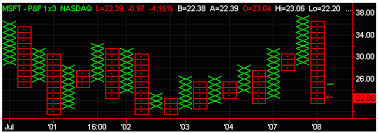 MSFT - P&F 1x3 NASDAQ L=22.39 -0.97 -4.15% B=22.38 A=22.39 O=23.04 Hi=23.06 Lo=22.20 ...
38.00
34.00
30.00
26.00
22.00
Jul '01 16:00 '02 '03 '04 '07 '08